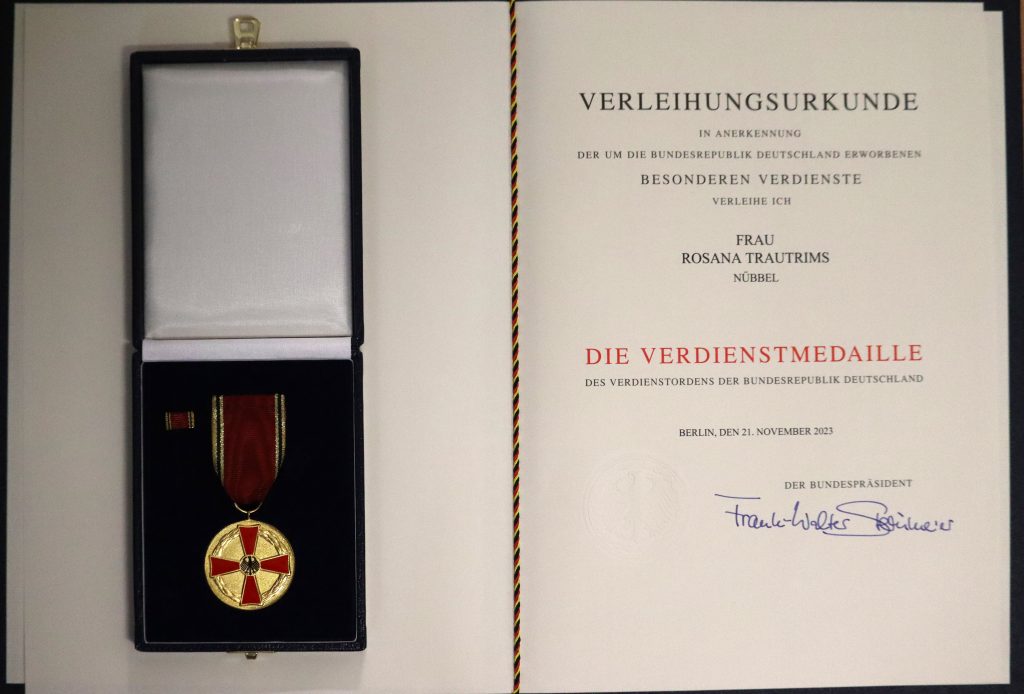 VERLEIHUNGSURKUNDE
IN ANERKENNUNG
DER UM DIE BUNDESREPUBLIK DEUTSCHLAND ERWORBENEN
BESONDEREN VERDIENSTE
VERLEIHE ICH
FRAU
ROSANA TRAUTRIMS
NÜBBEL
DIE VERDIENSTMEDAILLE
DES VERDIENSTORDENS DER BUNDESREPUBLIK DEUTSCHLAND
BERLIN, DEN 21. NOVEMBER 2023
DER BUNDESPRÄSIDENT
Frank-Walter Steinmeier